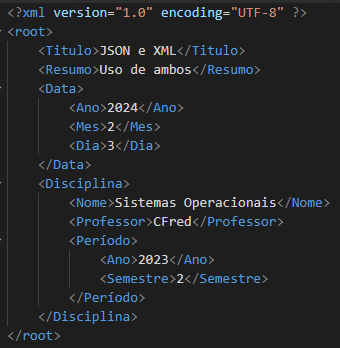 <?xml version="1.0" encoding="UTF-8" ?>
<root>
<Titulo>JSON e XML</Titulo>
<Resumo>Uso de ambos</Resumo>
<Data>
<Ano>2024</Ano>
<Mes>2</Mes>
<Dia>3</Dia>
</Data>
<Disciplina>
<Nome>Sistemas Operacionais</Nome>
<Professor>CFred</Professor>
<Período>
<Ano>2023</Ano>
<Semestre>2</Semestre>
</Período>
</Disciplina>
</root>